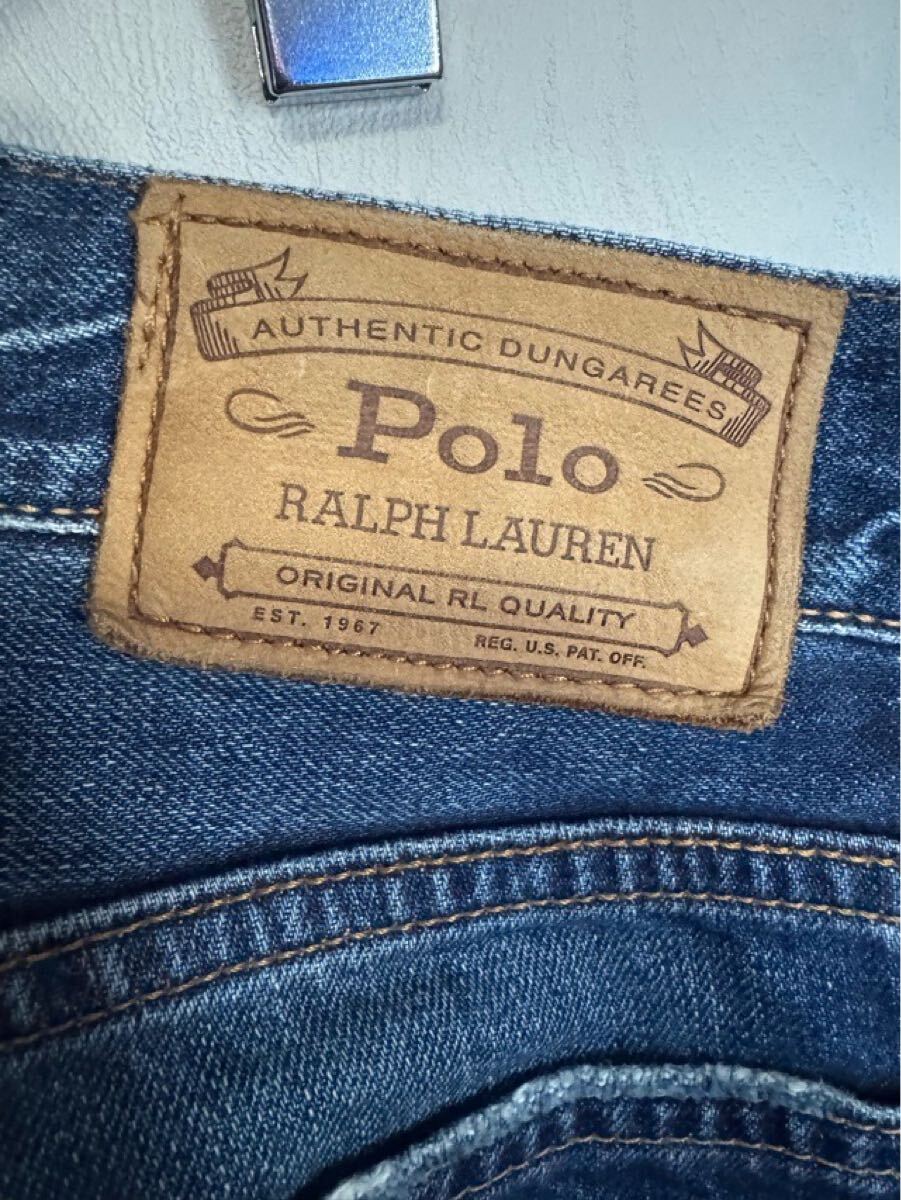 AUTHENTIC DUNGAREES
Polo
RALPH LAUREN
ORIGINAL RL QUALITY
EST. 1967
REG. U.S. PAT. OFF.